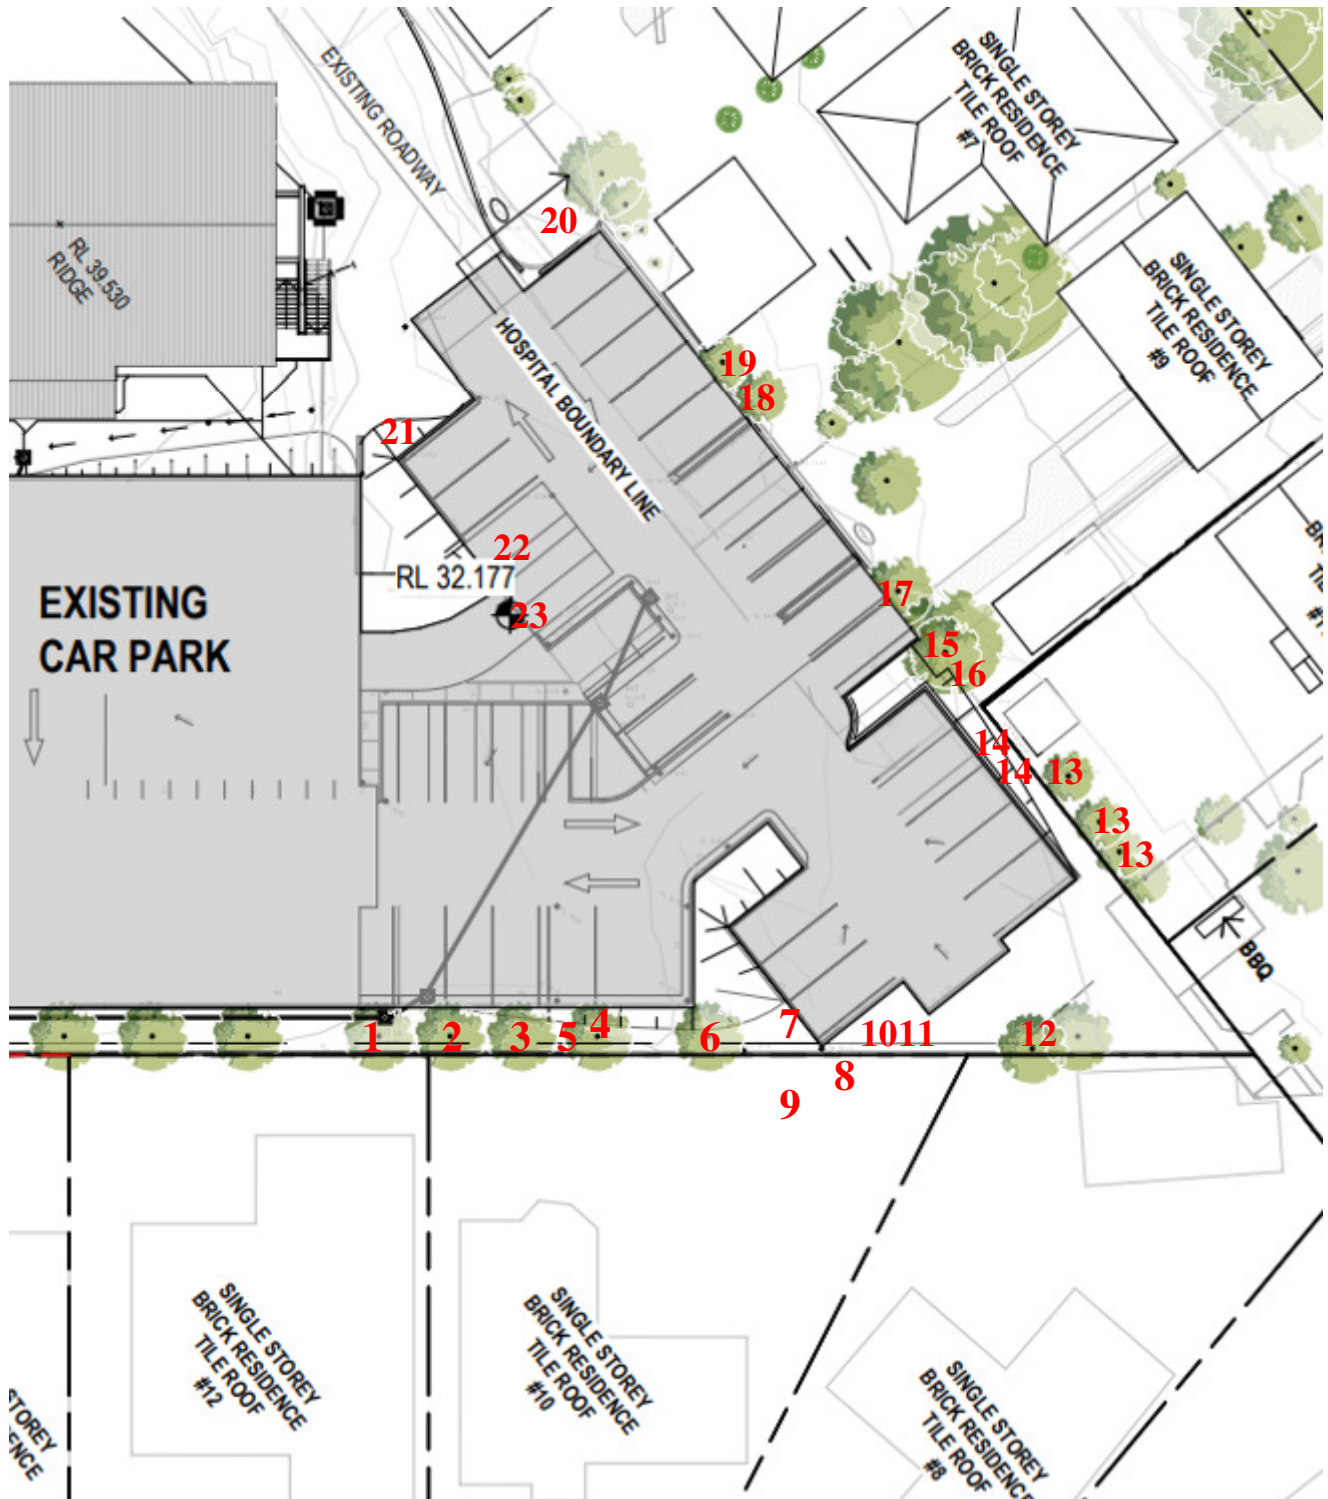 EXISTING ROADWAY
SINGLE STOREY
BRICK RESIDENCE
TILE ROOF
#7
20
RL 39.530
RIDGE
SINGLE STOREY
BRICK RESIDENCE
TILE ROOF
#9
HOSPITAL BOUNDARY LINE
19
18
21
22
RL 32.177
23
17
EXISTING
CAR PARK
15
16
14
14
13
13
13
BBQ
1
2
3
5
4
6
7
10
11
12
8
9
SINGLE STOREY
BRICK RESIDENCE
TILE ROOF
#12
SINGLE STOREY
BRICK RESIDENCE
TILE ROOF
#10
SINGLE STOREY
BRICK RESIDENCE
TILE ROOF
#8
STOREY
ENCE